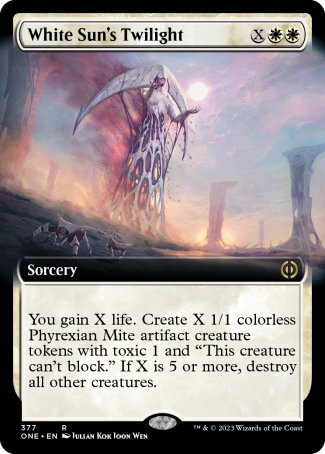 White Sun's Twilight X
Sorcery
You gain X life. Create X 1/1 colorless
Phyrexian Mite artifact creature
tokens with toxic 1 and “This creature
can't block.” If X is 5 or more, destroy
all other creatures.
377 R
ONE • EN Julian Kok Joon Wen
™ & © 2023 Wizards of the Coast